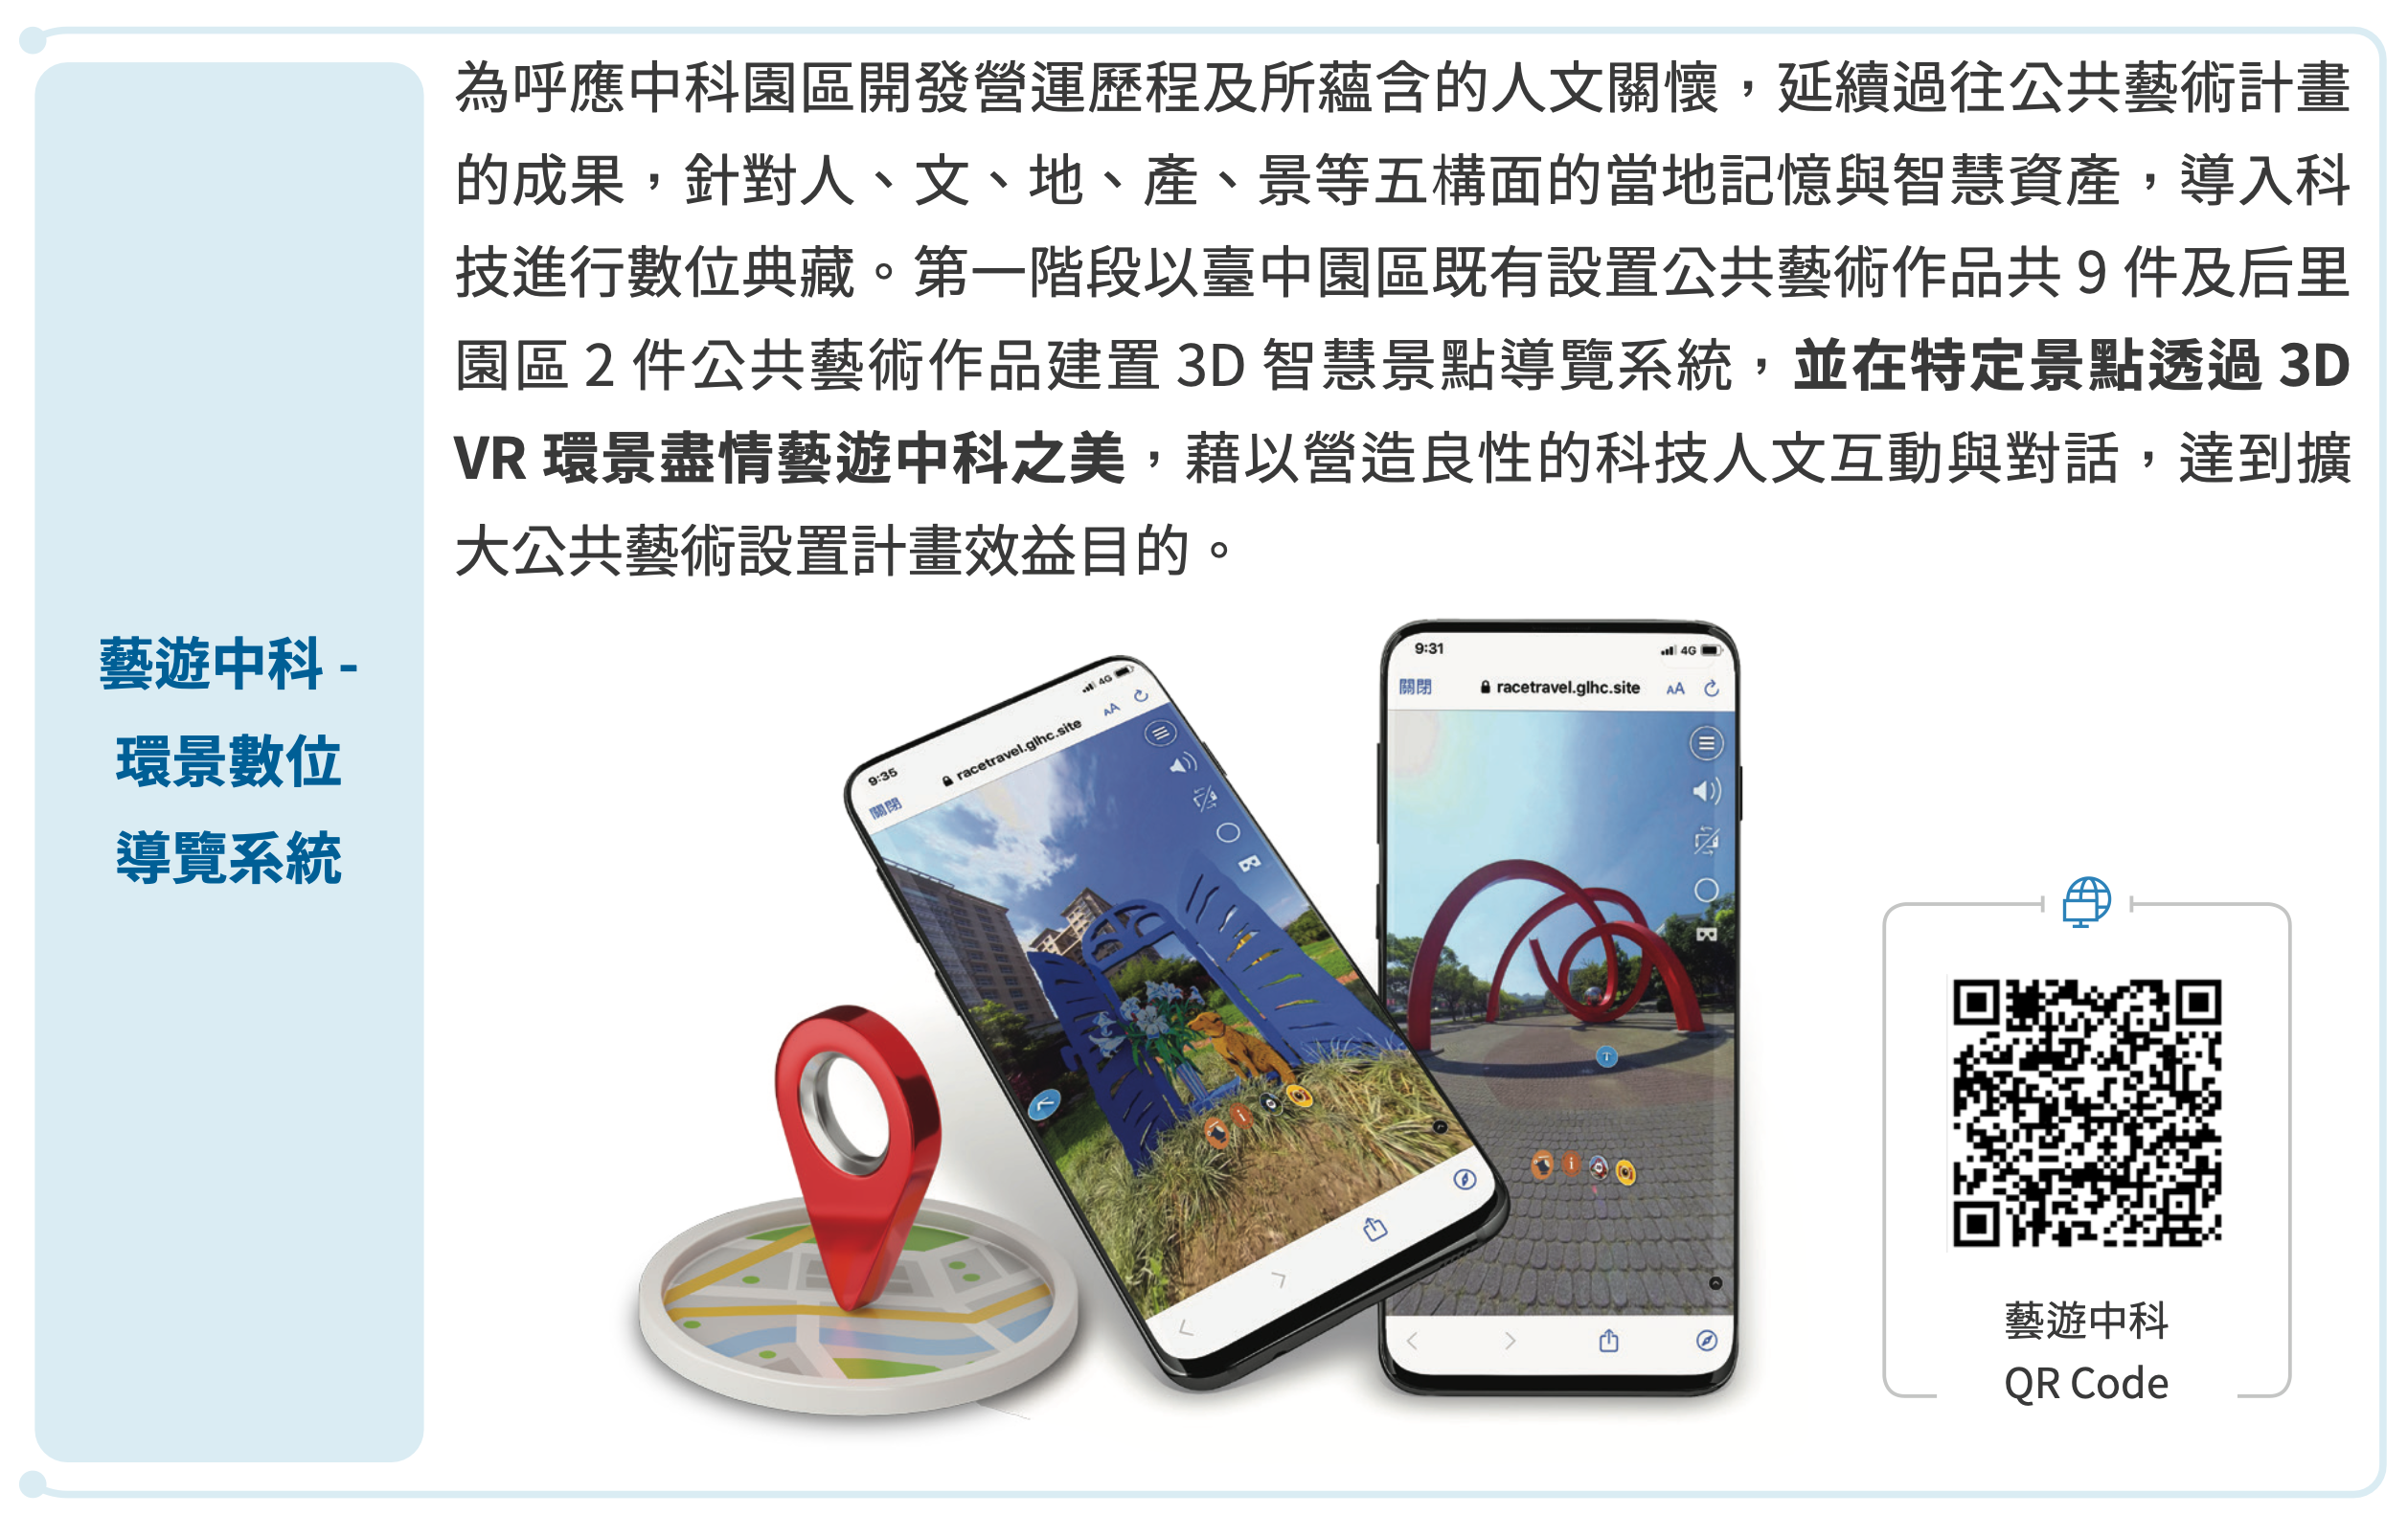 藝遊中科 -
環景數位
導覽系統
為呼應中科園區開發營運歷程及所蘊含的人文關懷，延續過往公共藝術計畫
的成果，針對人、文、地、產、景等五構面的當地記憶與智慧資產，導入科
技進行數位典藏。第一階段以臺中園區既有設置公共藝術作品共 9 件及后里
園區 2 件公共藝術作品建置 3D 智慧景點導覽系統，並在特定景點透過 3D
VR 環景盡情藝遊中科之美，藉以營造良性的科技人文互動與對話，達到擴
大公共藝術設置計畫效益目的。
9:35
4G
關閉
racetravel.glhc.site
AA
9:31
4G
關閉
racetravel.glhc.site
AA
藝遊中科
QR Code